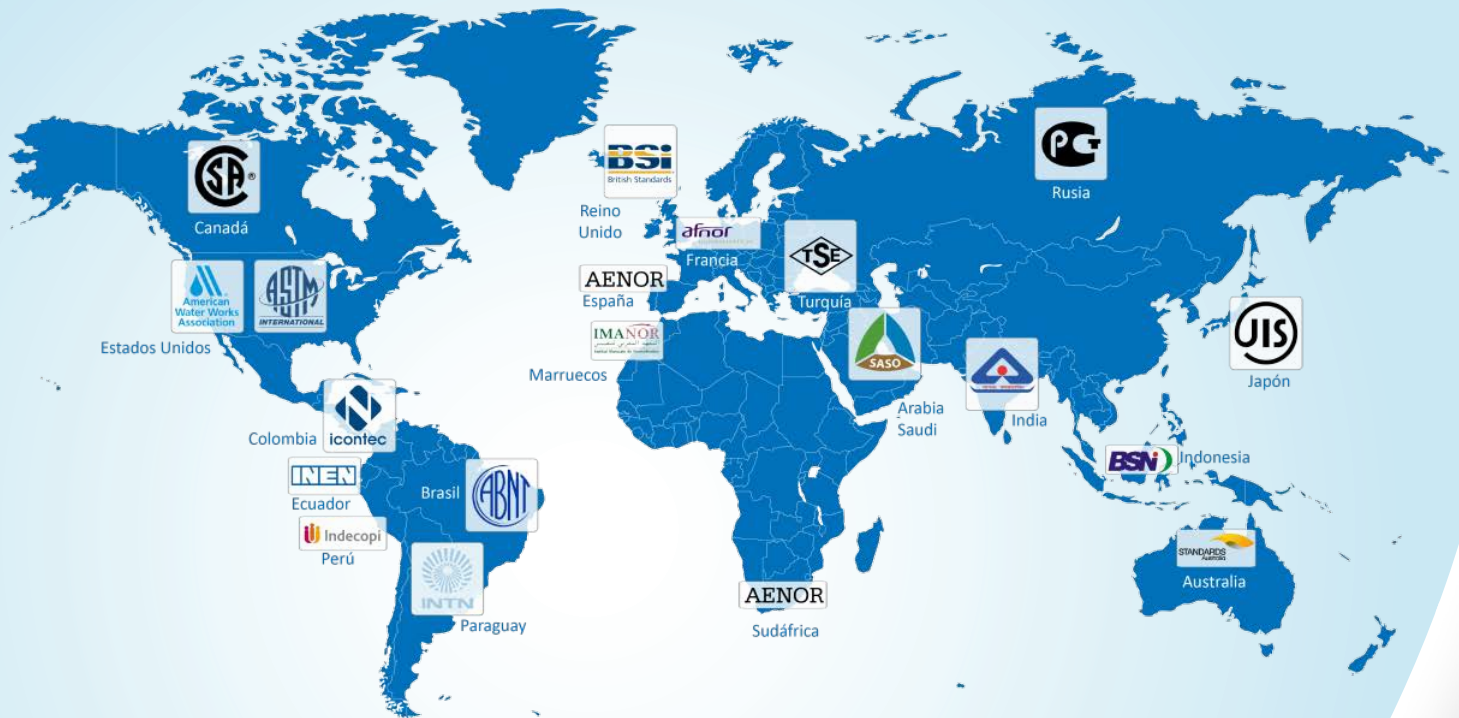 CSA®
Canadá
American
Water Works
Association
ASTM
INTERNATIONAL
Estados Unidos
BSi
British Standards
Reino
Unido
afnor
Francia
AENOR
España
IMANOR
Marruecos
TSE
Turquía
SASO
Arabia
Saudi
India
PCT
Rusia
JIS
Japón
BSN
Indonesia
icontec
Colombia
INEN
Ecuador
Indecopi
Perú
Brasil
ABNT
INTN
Paraguay
AENOR
Sudáfrica
STANDARDS
Australia
Australia